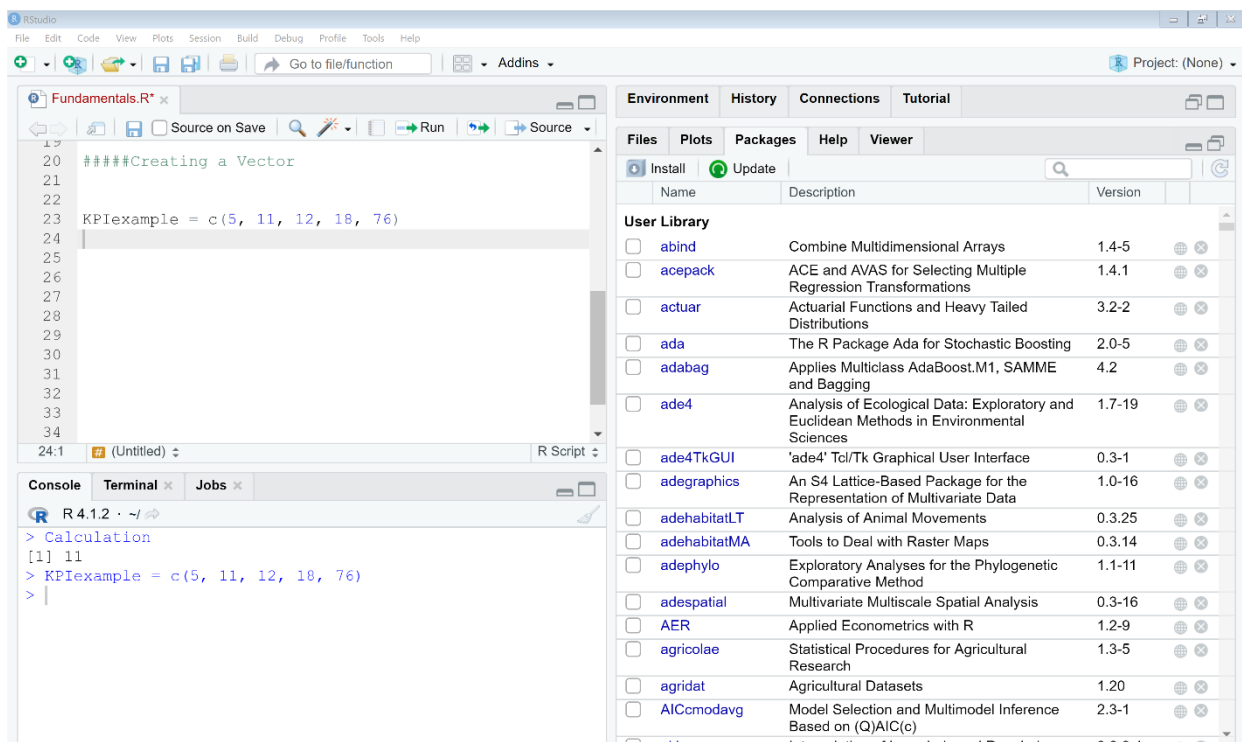 RStudio
File Edit Code View Plots Session Build Debug Profile Tools Help
Go to file/function Addins Project: (None)
Fundamentals.R*
Source on Save Run Source
19
20 #####Creating a Vector
21
22
23 KPIexample = c(5, 11, 12, 18, 76)
24
25
26
27
28
29
30
31
32
33
34
24:1 # (Untitled) R Script
Console Terminal Jobs
R 4.1.2 · ~/
> Calculation
[1] 11
> KPIexample = c(5, 11, 12, 18, 76)
>
Environment History Connections Tutorial
Files Plots Packages Help Viewer
Install Update
Name Description Version
User Library
abind Combine Multidimensional Arrays 1.4-5
acepack ACE and AVAS for Selecting Multiple 1.4.1
Regression Transformations
actuar Actuarial Functions and Heavy Tailed 3.2-2
Distributions
ada The R Package Ada for Stochastic Boosting 2.0-5
adabag Applies Multiclass AdaBoost.M1, SAMME 4.2
and Bagging
ade4 Analysis of Ecological Data: Exploratory and 1.7-19
Euclidean Methods in Environmental
Sciences
ade4TkGUI 'ade4' Tcl/Tk Graphical User Interface 0.3-1
adegraphics An S4 Lattice-Based Package for the 1.0-16
Representation of Multivariate Data
adehabitatLT Analysis of Animal Movements 0.3.25
adehabitatMA Tools to Deal with Raster Maps 0.3.14
adephylo Exploratory Analyses for the Phylogenetic 1.1-11
Comparative Method
adespatial Multivariate Multiscale Spatial Analysis 0.3-16
AER Applied Econometrics with R 1.2-9
agricolae Statistical Procedures for Agricultural 1.3-5
Research
agridat Agricultural Datasets 1.20
AICcmodavg Model Selection and Multimodel Inference 2.3-1
Based on (Q)AIC(c)